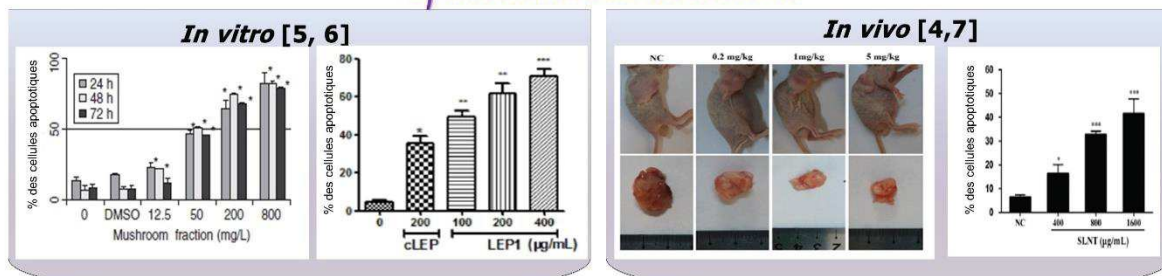 In vitro [5, 6]
% des cellules apoptotiques
100
50
0
24 h
48 h
72 h
* * * * * * * * * * * *
0 DMSO 12.5 50 200 800
Mushroom fraction (mg/L)
% des cellules apoptotiques
80
60
40
20
0
* ** ** ***
0 200 100 200 400
cLEP LEP1 (µg/mL)
In vivo [4,7]
NC 0.2 mg/kg 1mg/kg 5 mg/kg
% des cellules apoptotiques
60
50
40
30
20
10
0
* *** ***
NC 400 800 1600
SLNT (µg/mL)